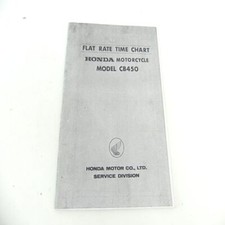 FLAT RATE TIME CHART
HONDA MOTORCYCLE
MODEL CB450
HONDA MOTOR CO., LTD.
SERVICE DIVISION